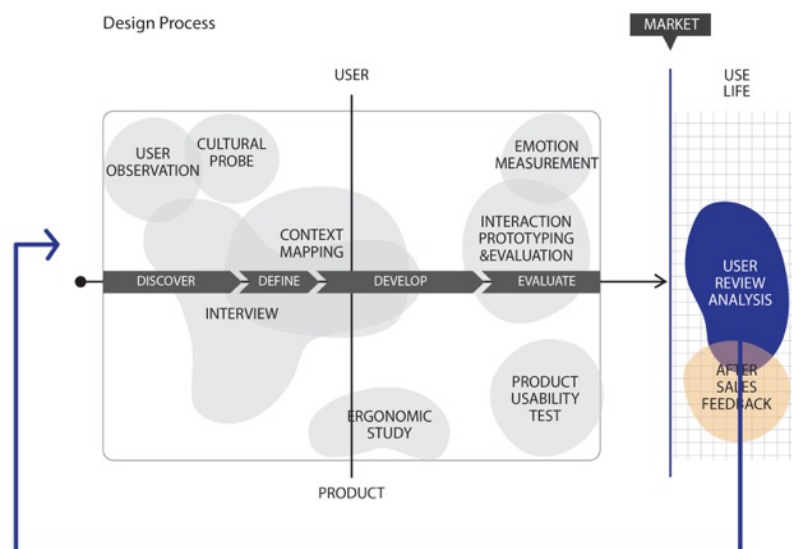 Design Process
MARKET
USER
USE
LIFE
USER
OBSERVATION
CULTURAL
PROBE
EMOTION
MEASUREMENT
CONTEXT
MAPPING
INTERACTION
PROTOTYPING
&EVALUATION
DISCOVER
DEFINE
DEVELOP
EVALUATE
USER
REVIEW
ANALYSIS
INTERVIEW
ERGONOMIC
STUDY
PRODUCT
USABILITY
TEST
AFTER
SALES
FEEDBACK
PRODUCT